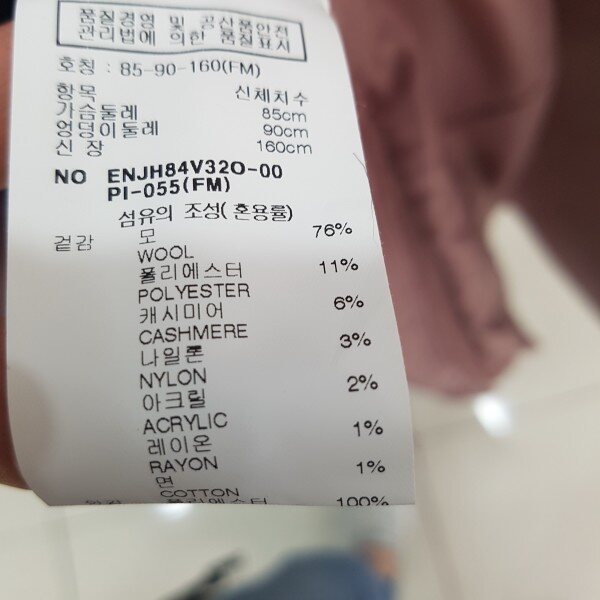 품질경영 및 공산품안전
관리법에 의한 품질표시
호칭 : 85-90-160(FM)
항목 신체치수
가슴둘레 85cm
엉덩이둘레 90cm
신 장 160cm
NO ENJH84V32O-00
PI-055(FM)
섬유의 조성(혼용률)
겉감 모 76%
WOOL
폴리에스터 11%
POLYESTER
캐시미어 6%
CASHMERE
나일론 3%
NYLON
아크릴 2%
ACRYLIC
레이온 1%
RAYON
면 1%
COTTON
폴리에스터 100%